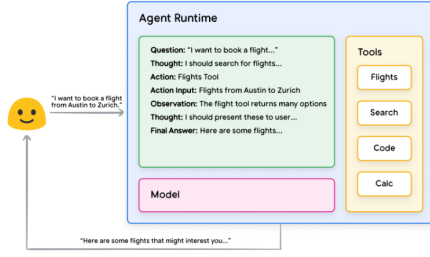 Agent Runtime
Question: "I want to book a flight..."
Thought: I should search for flights...
Action: Flights Tool
Action Input: Flights from Austin to Zurich
Observation: The flight tool returns many options
Thought: I should present these to user...
Final Answer: Here are some flights...
Model
Tools
Flights
Search
Code
Calc
"I want to book a flight
from Austin to Zurich."
"Here are some flights that might interest you..."